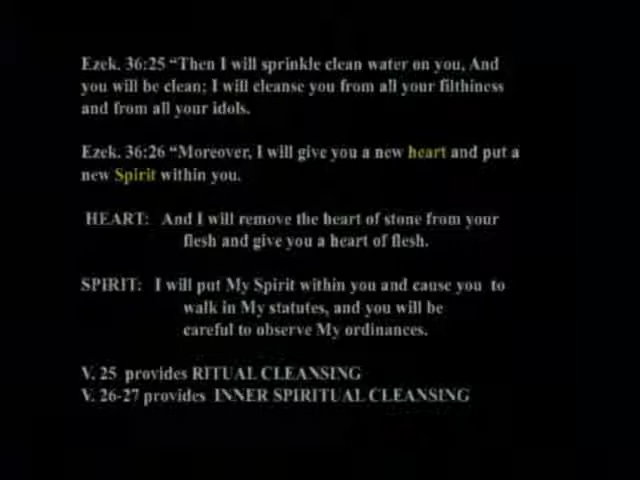 Ezek. 36:25 “Then I will sprinkle clean water on you, And
you will be clean; I will cleanse you from all your filthiness
and from all your idols.
Ezek. 36:26 “Moreover, I will give you a new heart and put a
new Spirit within you.
HEART: And I will remove the heart of stone from your
flesh and give you a heart of flesh.
SPIRIT: I will put My Spirit within you and cause you to
walk in My statutes, and you will be
careful to observe My ordinances.
V. 25 provides RITUAL CLEANSING
V. 26-27 provides INNER SPIRITUAL CLEANSING